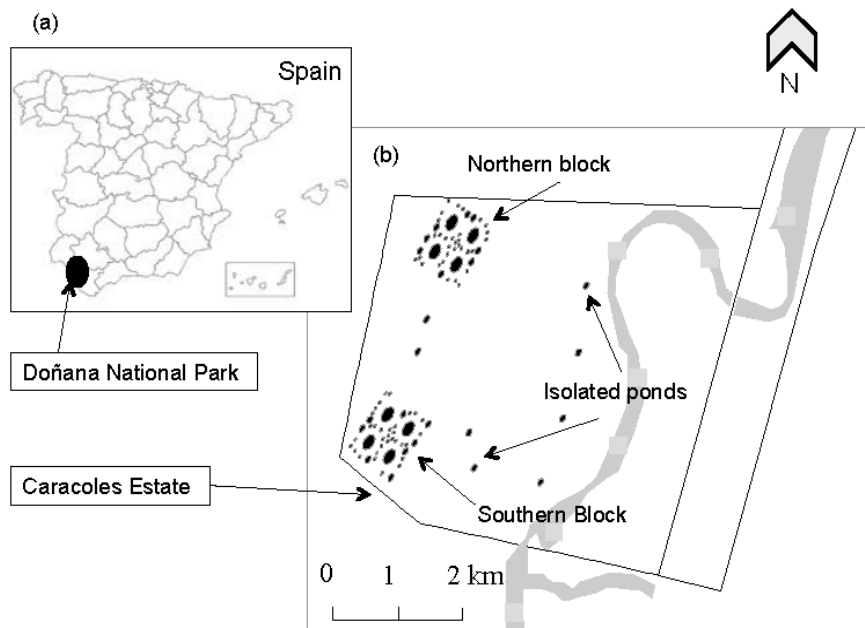 (a)
Spain
N
(b)
Northern block
Doñana National Park
Isolated ponds
Caracoles Estate
Southern Block
0 1 2 km